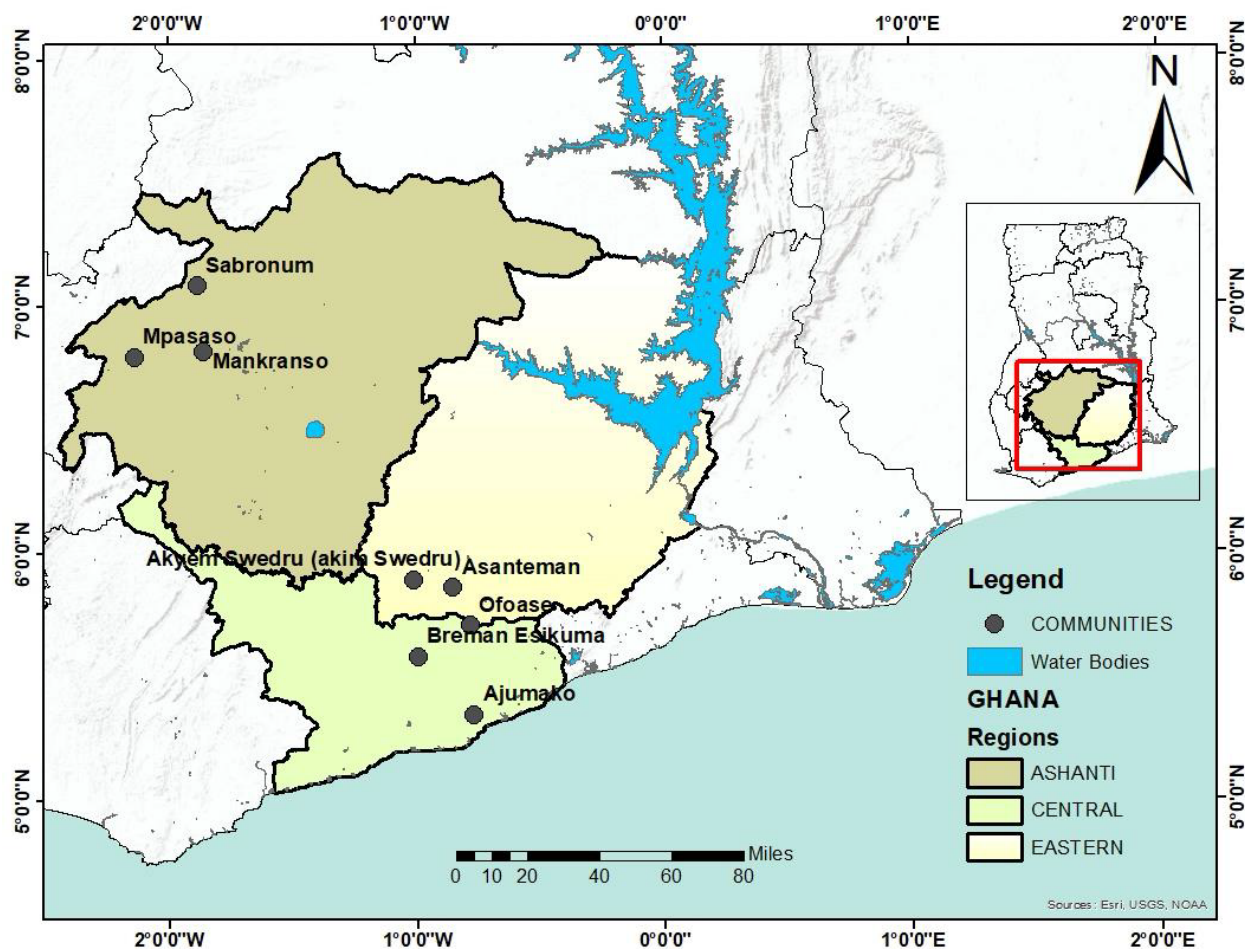 2°0'0"W 1°0'0"W 0°0'0" 1°0'0"E 2°0'0"E
8°0'0"N 8°0'0"N
N
Sabronum
7°0'0"N 7°0'0"N
Mpasaso
Mankranso
6°0'0"N 6°0'0"N
Akyem Swedru (akim Swedru)
Asanteman
Ofoase
Breman Esikuma
Ajumako
5°0'0"N 5°0'0"N
Legend
COMMUNITIES
Water Bodies
GHANA
Regions
ASHANTI
CENTRAL
EASTERN
Miles
0 10 20 40 60 80
Sources: Esri, USGS, NOAA
2°0'0"W 1°0'0"W 0°0'0" 1°0'0"E 2°0'0"E